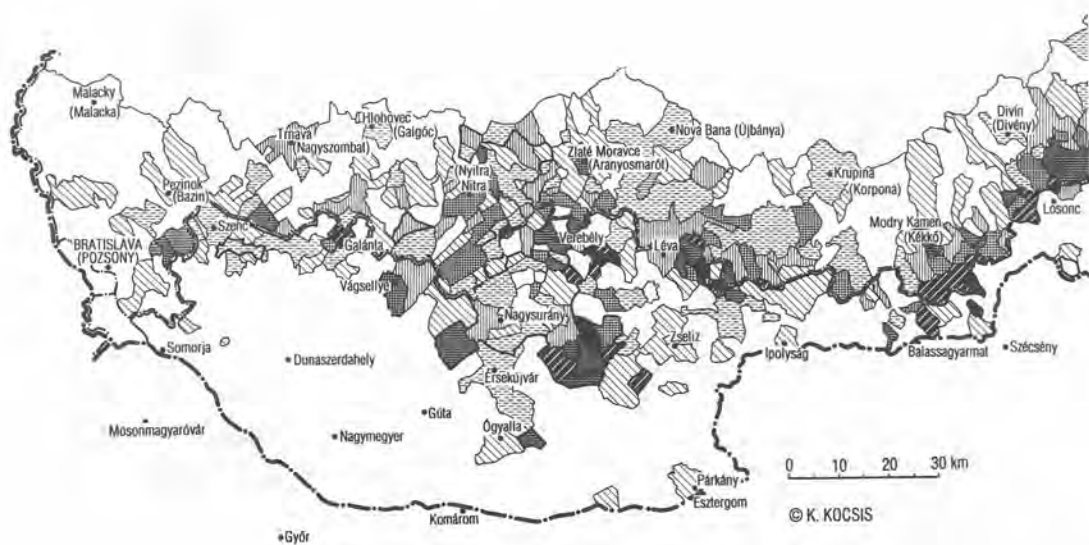 Malacky
(Malacka)
Trnava
(Nagyszombat)
Hlohovec
(Galgóc)
Nová Bana (Újbánya)
Divín
(Divény)
Zlaté Moravce
(Aranyosmarót)
(Nyitra)
Nitra
Krupina
(Korpona)
Pezinok
(Bazin)
Szenc
Losonc
Modry Kamen
(Kékkő)
BRATISLAVA
(POZSONY)
Galánta
Verebély
Léva
Vágsellye
Nagysurány
Zseliz
Somorja
Ipolyság
Balassagyarmat
Szécsény
Dunaszerdahely
Érsekújvár
Gúta
Mosonmagyaróvár
Nagymegyer
Ógyalla
Párkány
Esztergom
0 10 20 30 km
Komárom
© K. KOCSIS
Győr